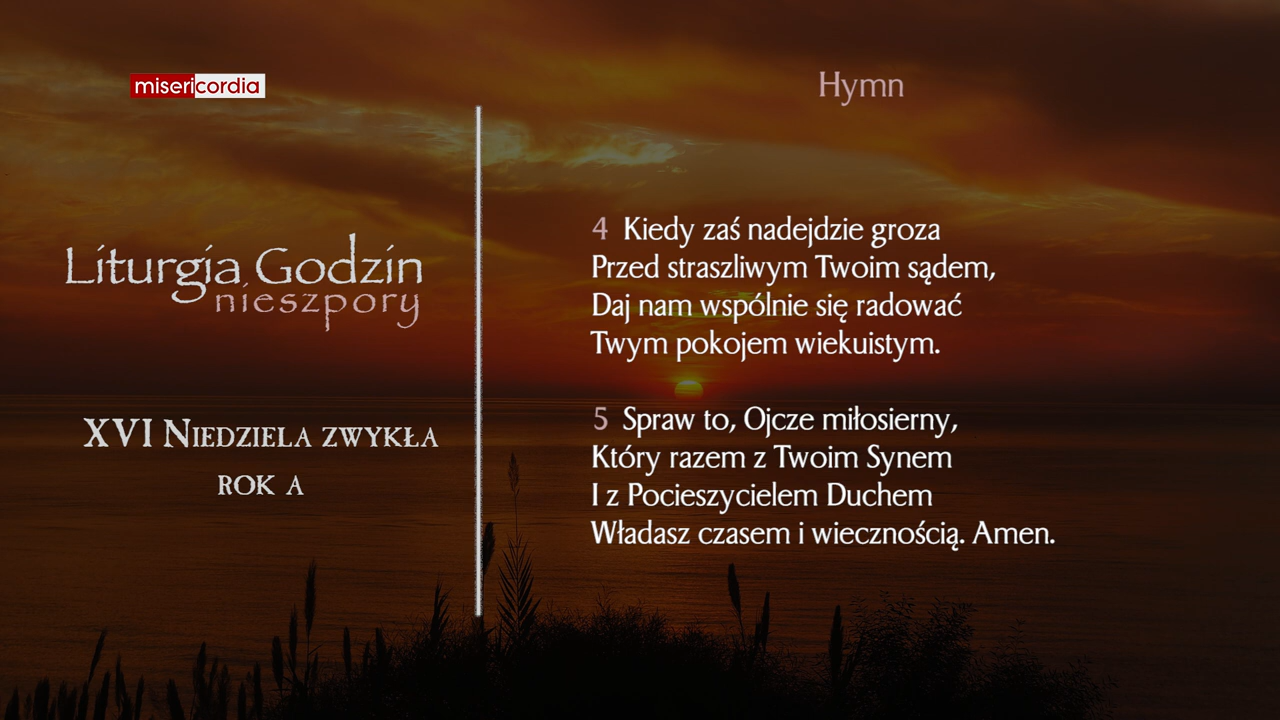 misericordia
Hymn
Liturgia Godzin
nieszpory
XVI Niedziela zwykła
rok A
4 Kiedy zaś nadejdzie groza
Przed straszliwym Twoim sądem,
Daj nam wspólnie się radować
Twym pokojem wiekuistym.
5 Spraw to, Ojcze miłosierny,
Który razem z Twoim Synem
I z Pocieszycielem Duchem
Władasz czasem i wiecznością. Amen.